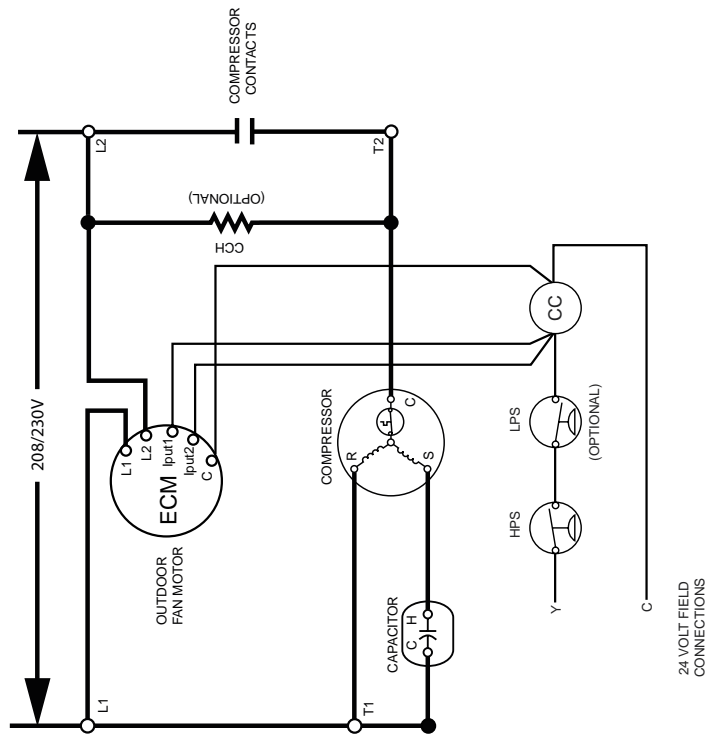 208/230V
L1
L2
COMPRESSOR
CONTACTS
T2
CCH
(OPTIONAL)
L1
L2
Iput1
Iput2
C
ECM
OUTDOOR
FAN MOTOR
COMPRESSOR
R
S
C
CAPACITOR
C
H
T1
CC
LPS
(OPTIONAL)
HPS
Y
C
24 VOLT FIELD
CONNECTIONS